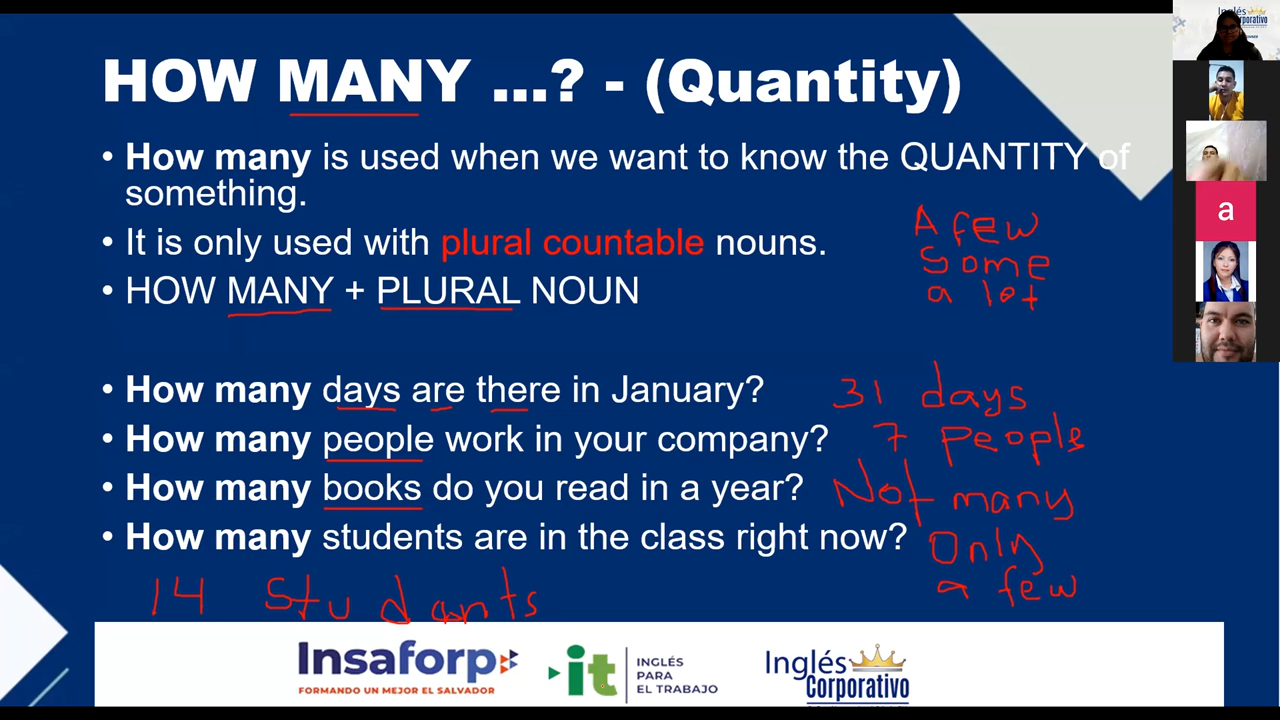 HOW MANY ...? - (Quantity)
• How many is used when we want to know the QUANTITY of
something.
• It is only used with plural countable nouns.
• HOW MANY + PLURAL NOUN
A few
Some
a lot
• How many days are there in January? 31 days
• How many people work in your company? 7 people
• How many books do you read in a year? Not many
• How many students are in the class right now? Only
a few
14 Students
Insaforp
FORMANDO UN MEJOR EL SALVADOR
it
INGLÉS
PARA
EL TRABAJO
Inglés
Corporativo
Inglés
Corporativo
a